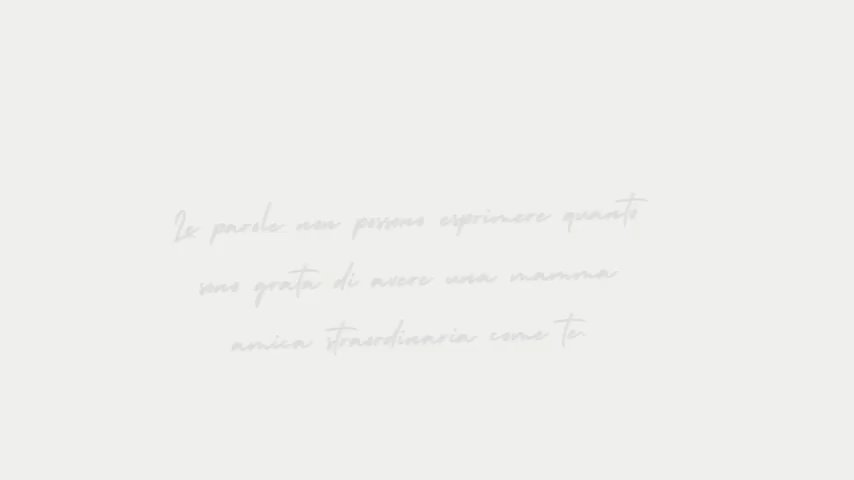 Le parole non possono esprimere quanto
sono grata di avere una mamma
amica straordinaria come te.